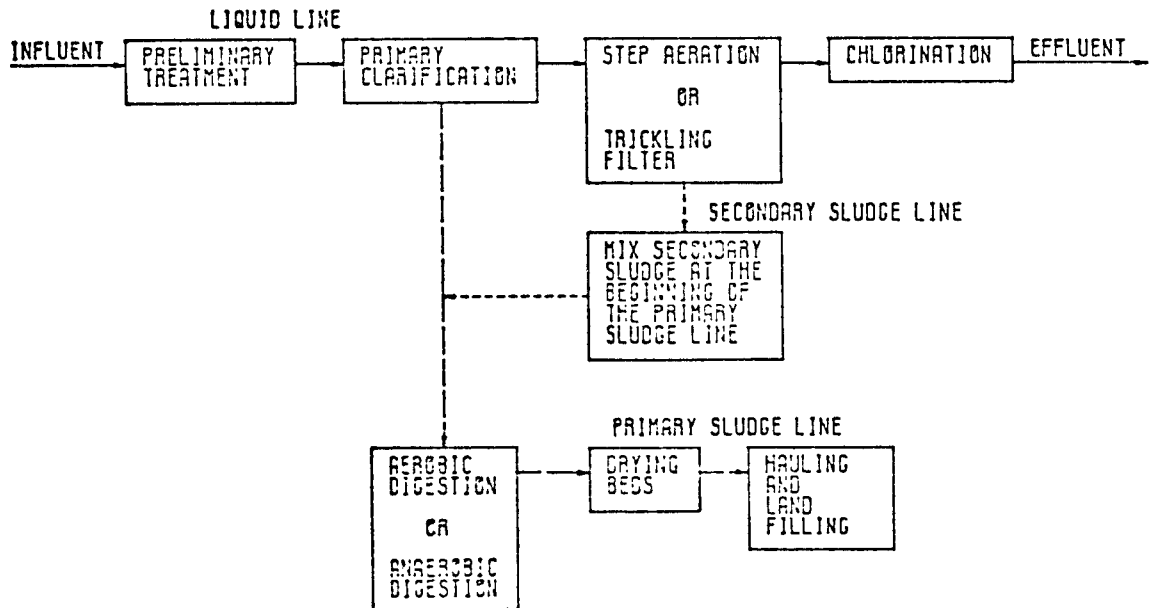 LIQUID LINE
INFLUENT
PRELIMINARY
TREATMENT
PRIMARY
CLARIFICATION
STEP AERATION
OR
TRICKLING
FILTER
CHLORINATION
EFFLUENT
SECONDARY SLUDGE LINE
MIX SECONDARY
SLUDGE AT THE
BEGINNING OF
THE PRIMARY
SLUDGE LINE
PRIMARY SLUDGE LINE
AEROBIC
DIGESTION
OR
ANAEROBIC
DIGESTION
DRYING
BEDS
HAULING
AND
LAND
FILLING